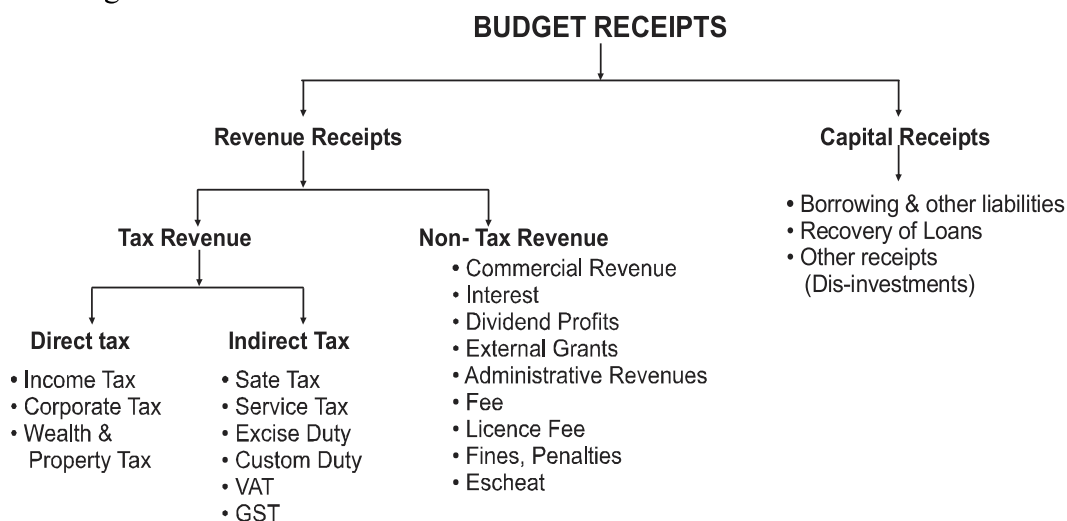 BUDGET RECEIPTS
Revenue Receipts
Capital Receipts
• Borrowing & other liabilities
• Recovery of Loans
• Other receipts
(Dis-investments)
Tax Revenue
Non- Tax Revenue
• Commercial Revenue
• Interest
• Dividend Profits
• External Grants
• Administrative Revenues
• Fee
• Licence Fee
• Fines, Penalties
• Escheat
Direct tax
• Income Tax
• Corporate Tax
• Wealth &
Property Tax
Indirect Tax
• Sate Tax
• Service Tax
• Excise Duty
• Custom Duty
• VAT
• GST